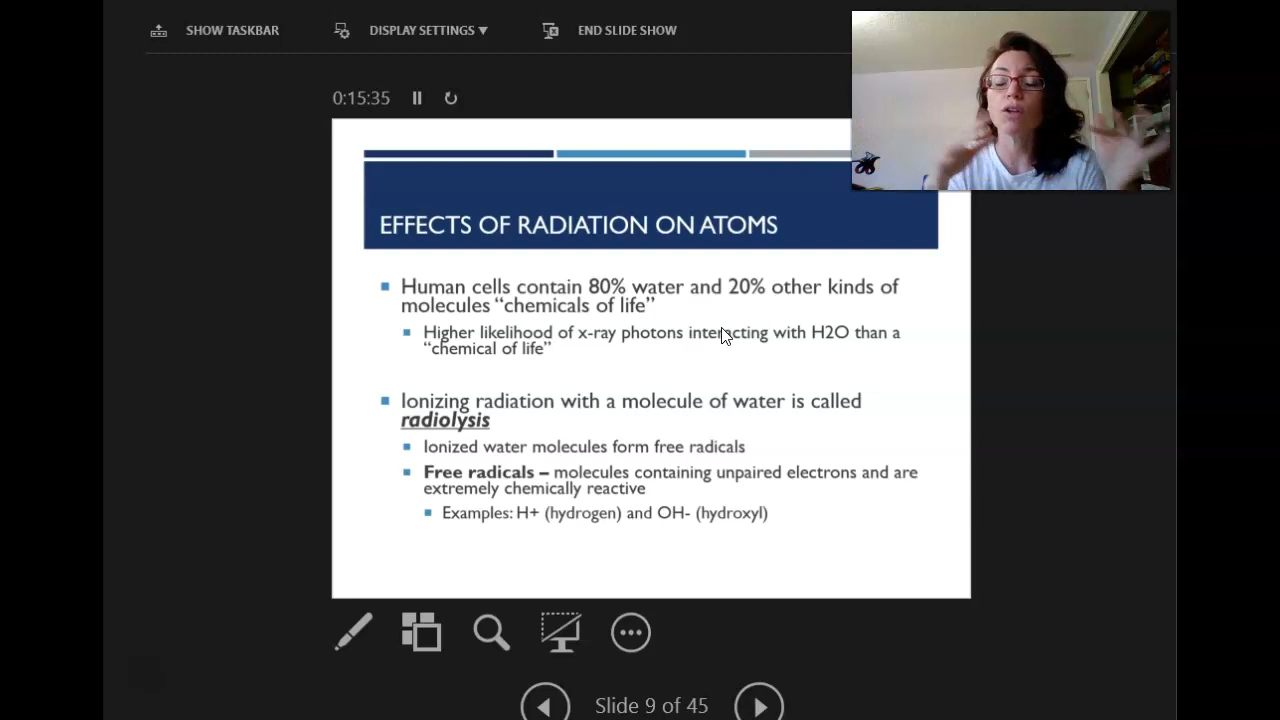 SHOW TASKBAR
DISPLAY SETTINGS ▼
END SLIDE SHOW
0:15:35
EFFECTS OF RADIATION ON ATOMS
Human cells contain 80% water and 20% other kinds of
molecules “chemicals of life”
Higher likelihood of x-ray photons interacting with H2O than a
“chemical of life”
Ionizing radiation with a molecule of water is called
radiolysis
Ionized water molecules form free radicals
Free radicals – molecules containing unpaired electrons and are
extremely chemically reactive
Examples: H+ (hydrogen) and OH- (hydroxyl)
Slide 9 of 45